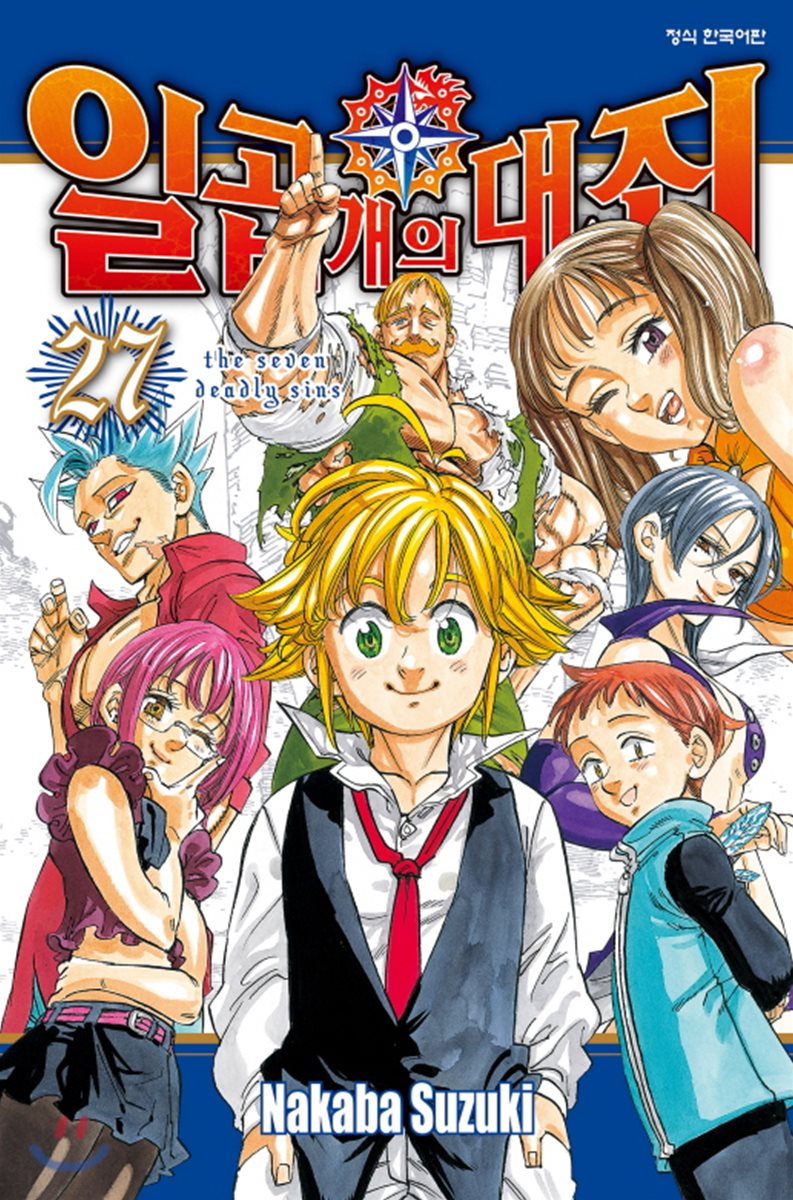 정식 한국어판
일곱개의 대죄
27
the seven
deadly sins
Nakaba Suzuki